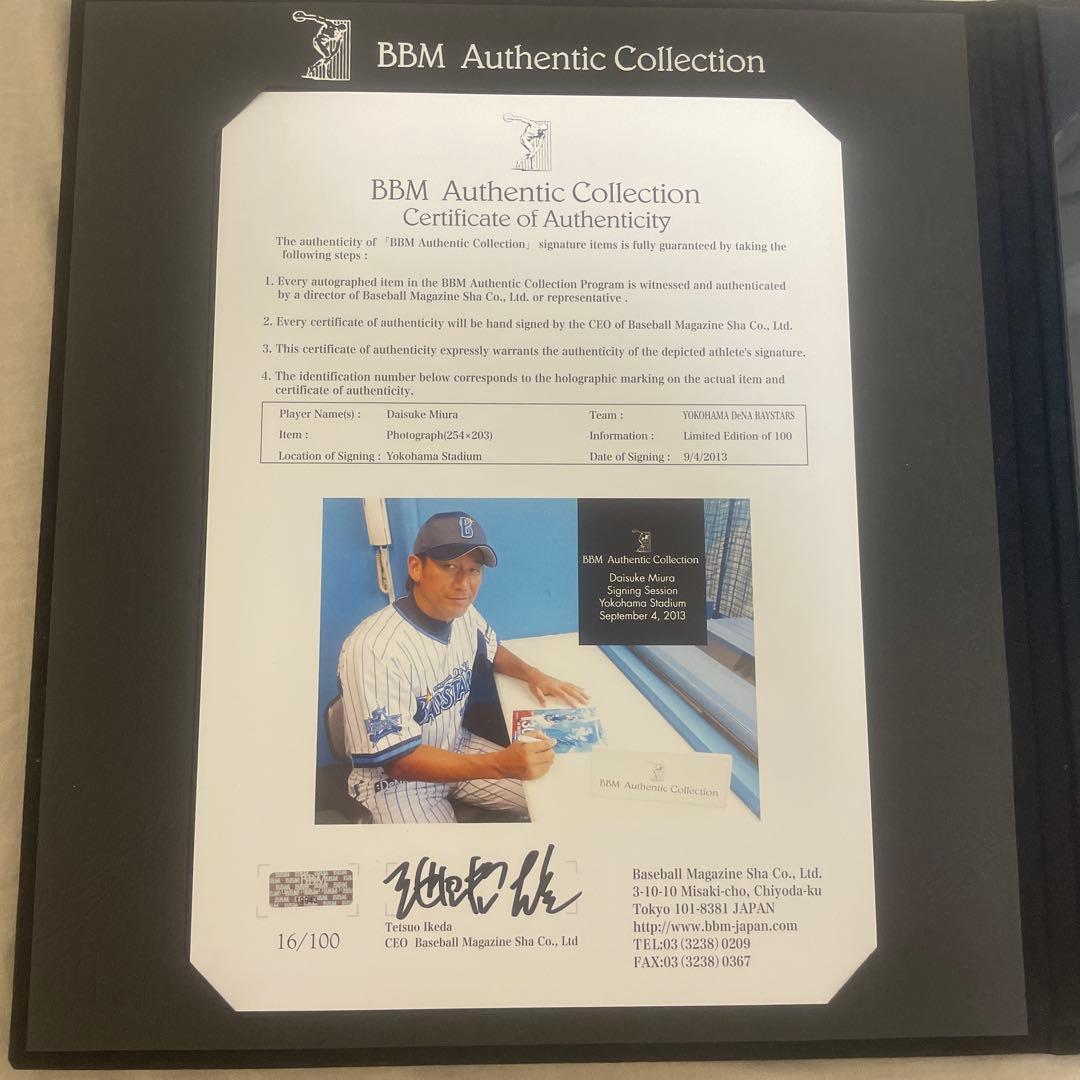 BBM Authentic Collection
BBM Authentic Collection
Certificate of Authenticity
The authenticity of 「BBM Authentic Collection」 signature items is fully guaranteed by taking the
following steps :
1. Every autographed item in the BBM Authentic Collection Program is witnessed and authenticated
by a director of Baseball Magazine Sha Co., Ltd. or representative .
2. Every certificate of authenticity will be hand signed by the CEO of Baseball Magazine Sha Co., Ltd.
3. This certificate of authenticity expressly warrants the authenticity of the depicted athlete's signature.
4. The identification number below corresponds to the holographic marking on the actual item and
certificate of authenticity.
Player Name(s) : Daisuke Miura Team : YOKOHAMA DeNA BAYSTARS
Item : Photograph(254×203) Information : Limited Edition of 100
Location of Signing : Yokohama Stadium Date of Signing : 9/4/2013
B
BBM Authentic Collection
Daisuke Miura
Signing Session
Yokohama Stadium
September 4, 2013
BAYSTARS
DeNA
BBM Authentic Collection
BBM
16/100
Tetsuo Ikeda
CEO Baseball Magazine Sha Co., Ltd
Baseball Magazine Sha Co., Ltd.
3-10-10 Misaki-cho, Chiyoda-ku
Tokyo 101-8381 JAPAN
http://www.bbm-japan.com
TEL:03(3238)0209
FAX:03(3238)0367